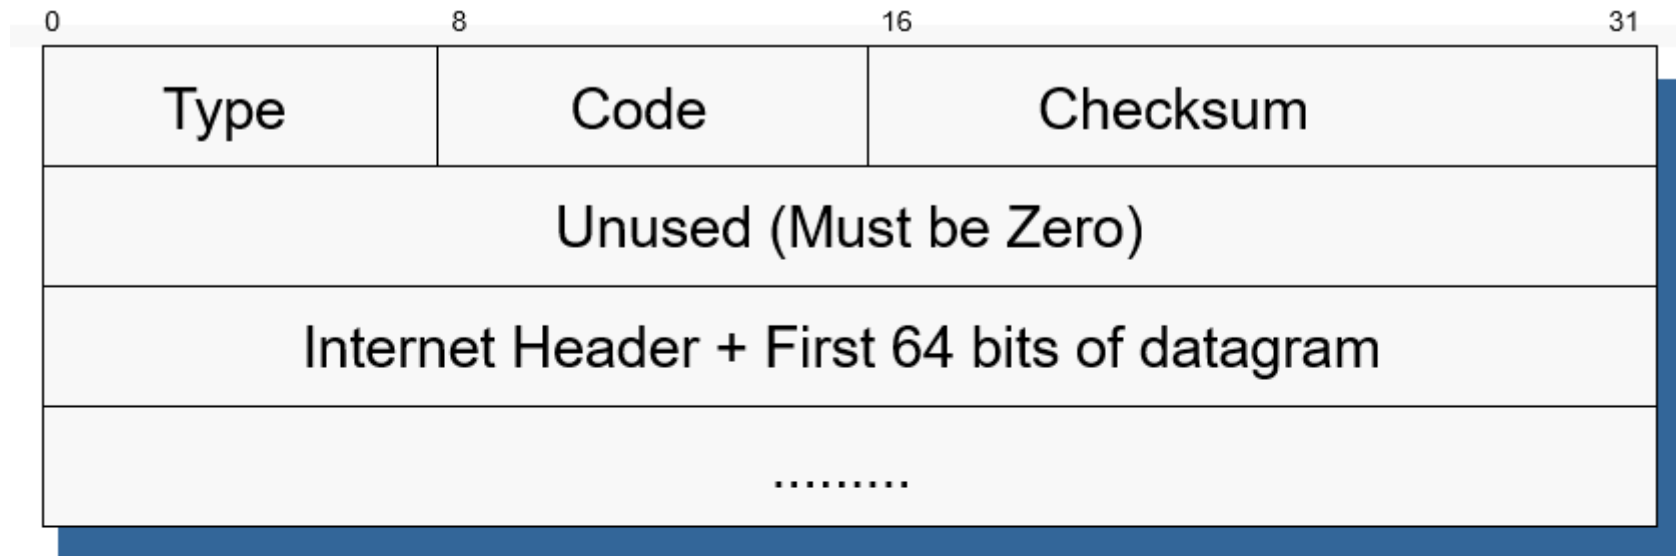 0 8 16 31
Type Code Checksum
Unused (Must be Zero)
Internet Header + First 64 bits of datagram
.........